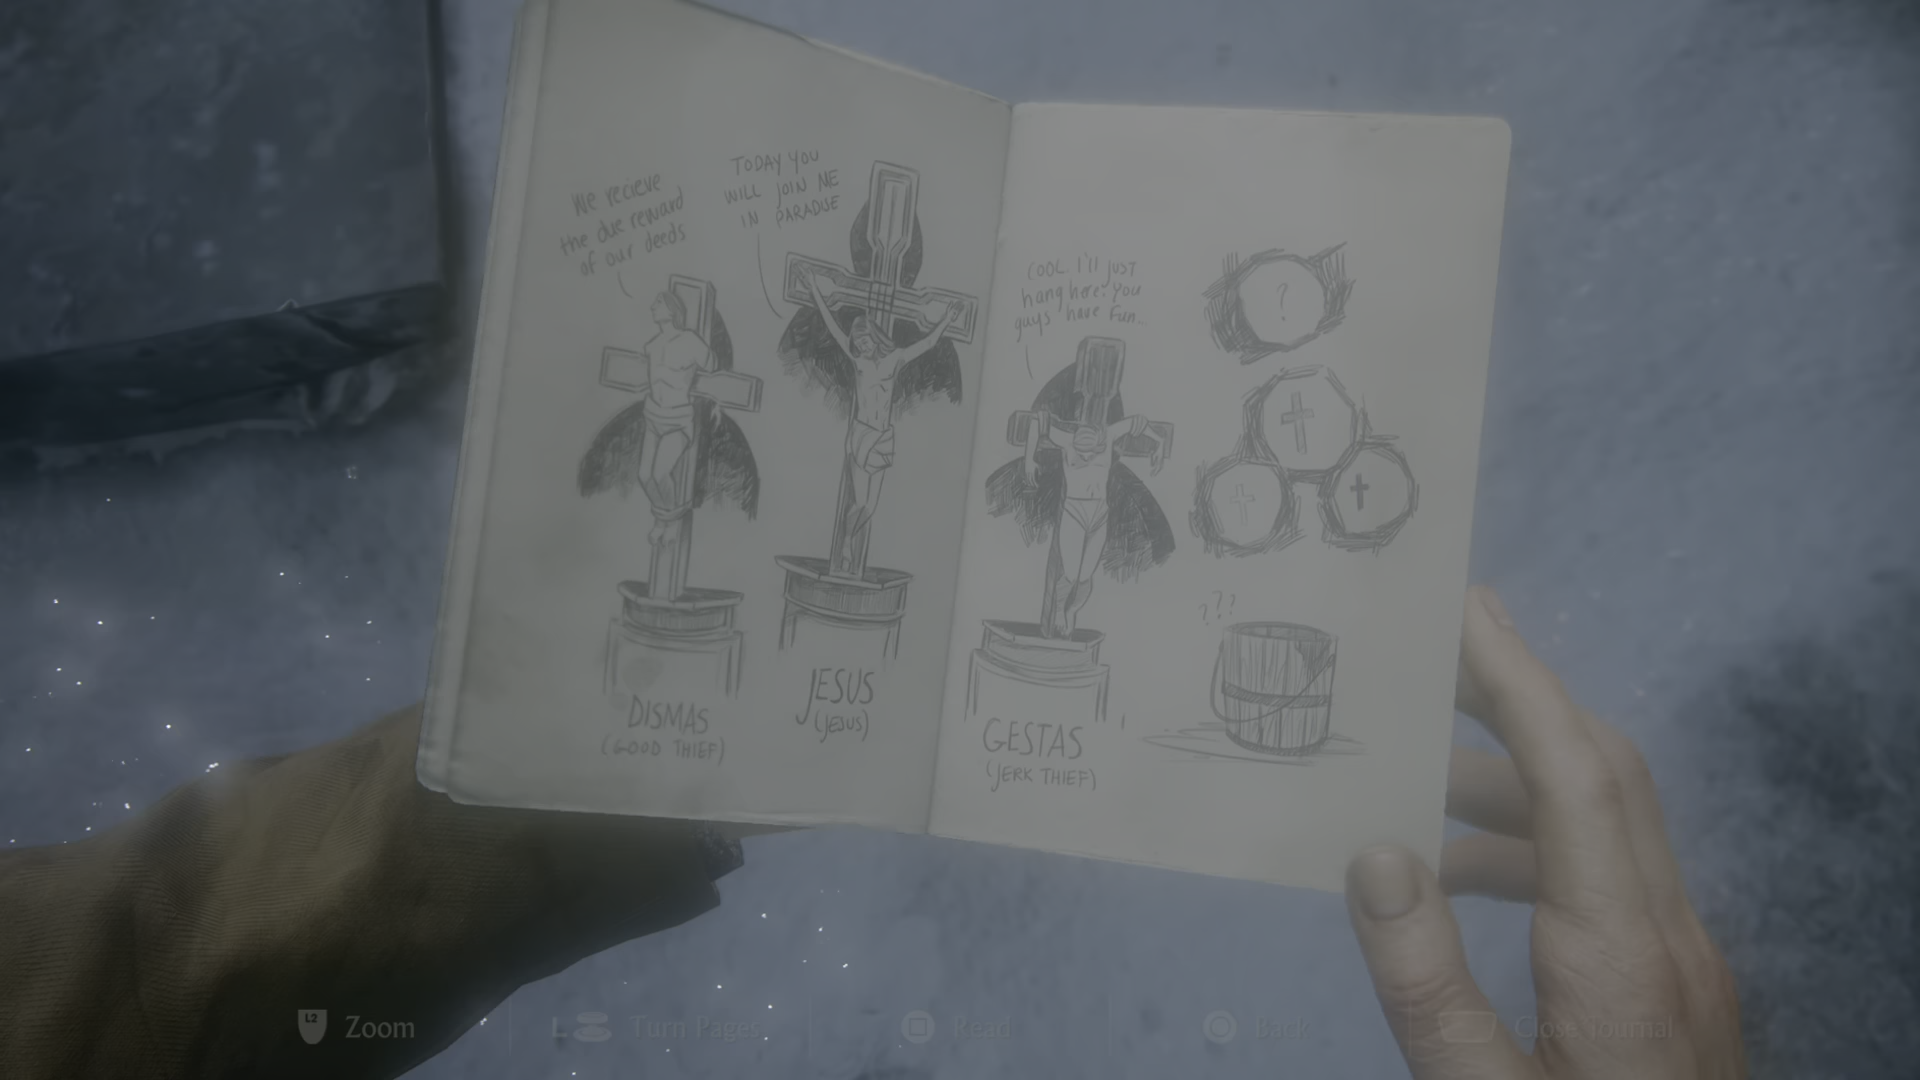 We recieve
the due reward
of our deeds
TODAY YOU
WILL JOIN ME
IN PARADISE
COOL. I'll JUST
hang here. You
guys have fun...
?
???
DISMAS
(GOOD THIEF)
JESUS
(JESUS)
GESTAS
(JERK THIEF)
L2 Zoom
L Turn Pages
Read
Back
Close Journal